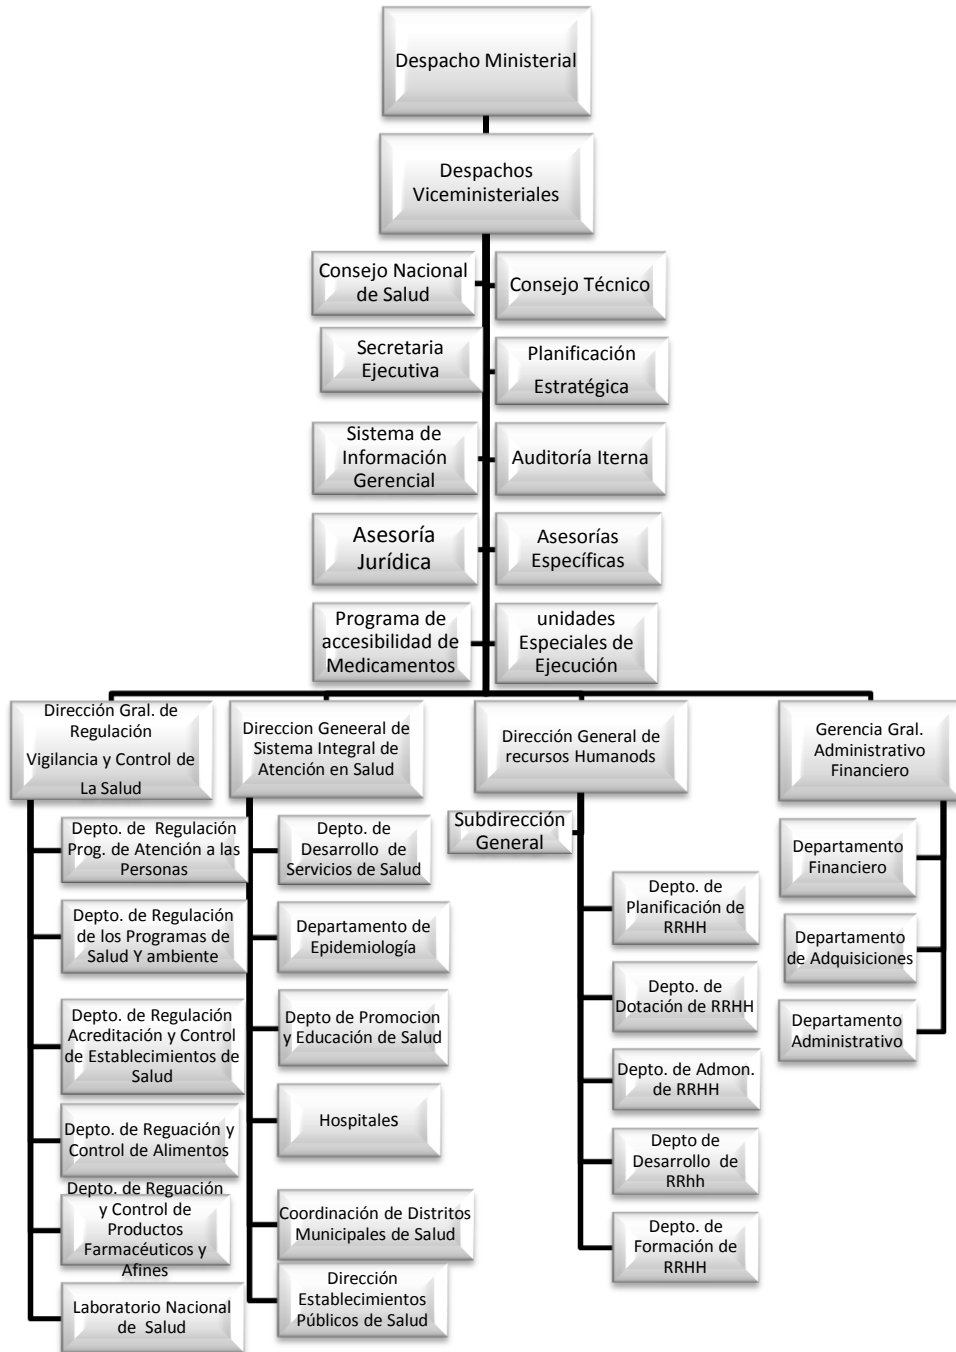 Despacho Ministerial
Despachos
Viceministeriales
Consejo Nacional
de Salud
Consejo Técnico
Secretaria
Ejecutiva
Planificación
Estratégica
Sistema de
Información
Gerencial
Auditoría Iterna
Asesoría
Jurídica
Asesorías
Específicas
Programa de
accesibilidad de
Medicamentos
unidades
Especiales de
Ejecución
Dirección Gral. de
Regulación
Vigilancia y Control de
La Salud
Direccion Geneeral de
Sistema Integral de
Atención en Salud
Dirección General de
recursos Humanods
Gerencia Gral.
Administrativo
Financiero
Depto. de Regulación
Prog. de Atención a las
Personas
Depto. de Regulación
de los Programas de
Salud Y ambiente
Depto. de Regulación
Acreditación y Control
de Establecimientos de
Salud
Depto. de Reguación y
Control de Alimentos
Depto. de Reguación
y Control de
Productos
Farmacéuticos y
Afines
Laboratorio Nacional
de Salud
Depto. de
Desarrollo de
Servicios de Salud
Departamento de
Epidemiología
Depto de Promocion
y Educación de Salud
Hospitales
Coordinación de Distritos
Municipales de Salud
Dirección
Establecimientos
Públicos de Salud
Subdirección
General
Depto. de
Planificación de
RRHH
Depto. de
Dotación de RRHH
Depto. de Admon.
de RRHH
Depto de
Desarrollo de
RRhh
Depto. de
Formación de
RRHH
Departamento
Financiero
Departamento
de Adquisiciones
Departamento
Administrativo